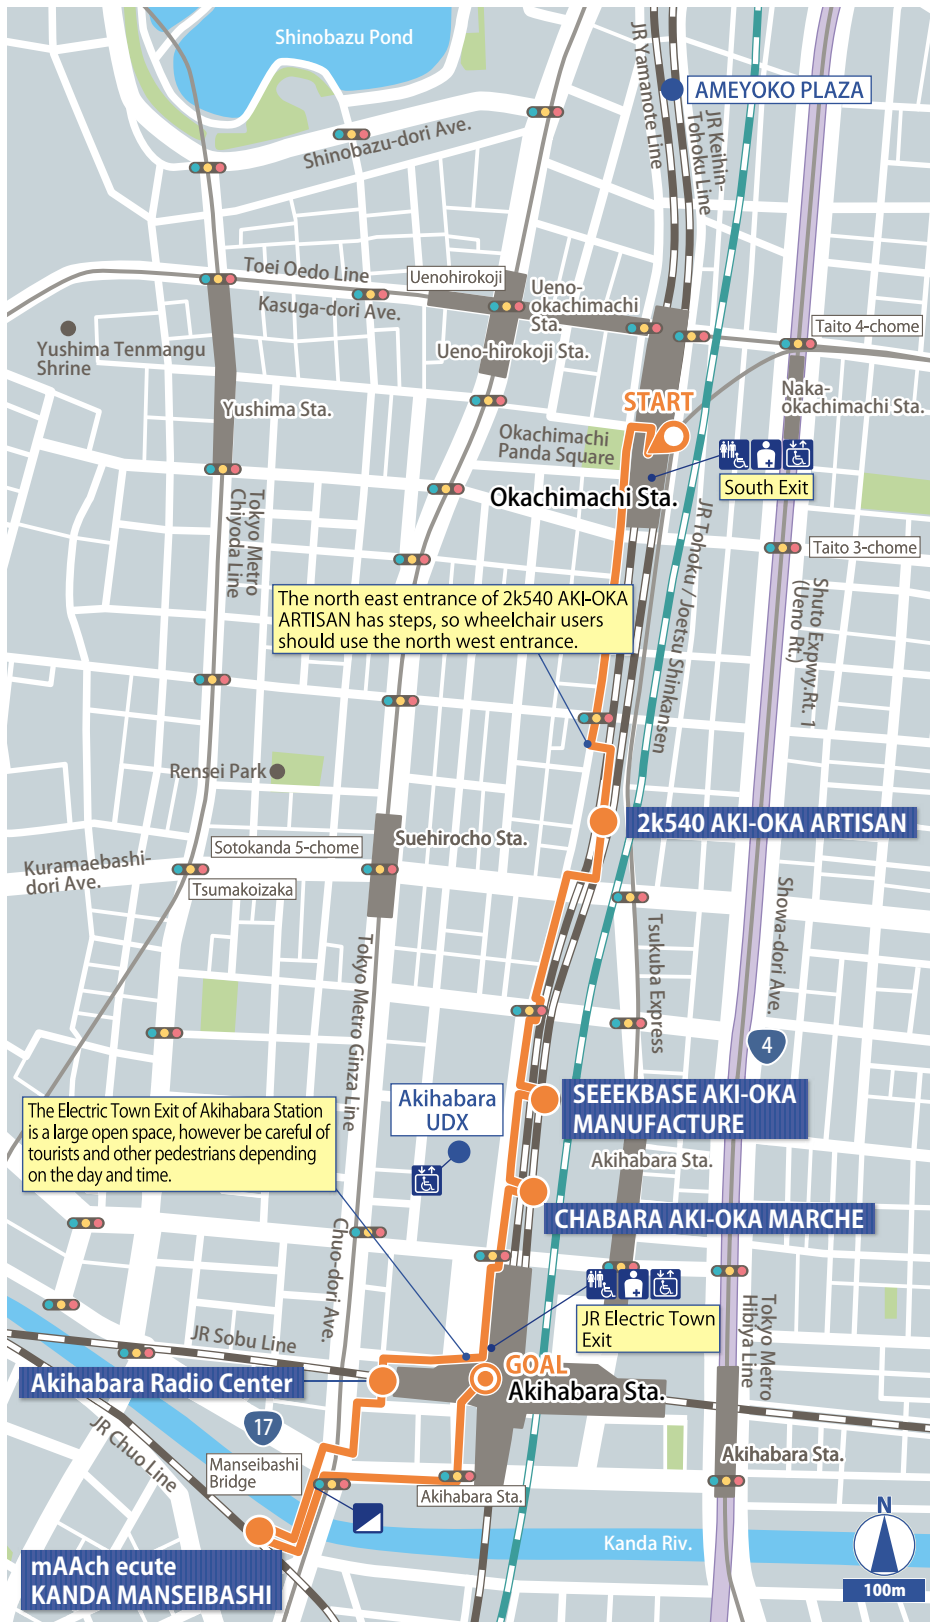 Shinobazu Pond
JR Yamanote Line
AMEYOKO PLAZA
JR Keihin-
Tohoku Line
Shinobazu-dori Ave.
Toei Oedo Line
Kasuga-dori Ave.
Uenohirokoji
Ueno-
okachimachi
Sta.
Taito 4-chome
Yushima Tenmangu
Shrine
Ueno-hirokoji Sta.
Naka-
okachimachi Sta.
START
Yushima Sta.
Okachimachi
Panda Square
South Exit
Okachimachi Sta.
Tokyo Metro
Chiyoda Line
JR Tohoku / Joetsu Shinkansen
Taito 3-chome
Shuto Expwy.Rt. 1
(Ueno Rt.)
The north east entrance of 2k540 AKI-OKA
ARTISAN has steps, so wheelchair users
should use the north west entrance.
Rensei Park
2k540 AKI-OKA ARTISAN
Suehirocho Sta.
Sotokanda 5-chome
Kuramaebashi-
dori Ave.
Tsumakoizaka
Showa-dori Ave.
Tsukuba Express
Tokyo Metro Ginza Line
4
Akihabara
UDX
SEEEKBASE AKI-OKA
MANUFACTURE
The Electric Town Exit of Akihabara Station
is a large open space, however be careful of
tourists and other pedestrians depending
on the day and time.
Akihabara Sta.
CHABARA AKI-OKA MARCHE
Chuo-dori Ave.
JR Electric Town
Exit
Tokyo Metro
Hibiya Line
JR Sobu Line
GOAL
Akihabara Sta.
Akihabara Radio Center
17
JR Chuo Line
Manseibashi
Bridge
Akihabara Sta.
Akihabara Sta.
Kanda Riv.
N
100m
mAAch ecute
KANDA MANSEIBASHI